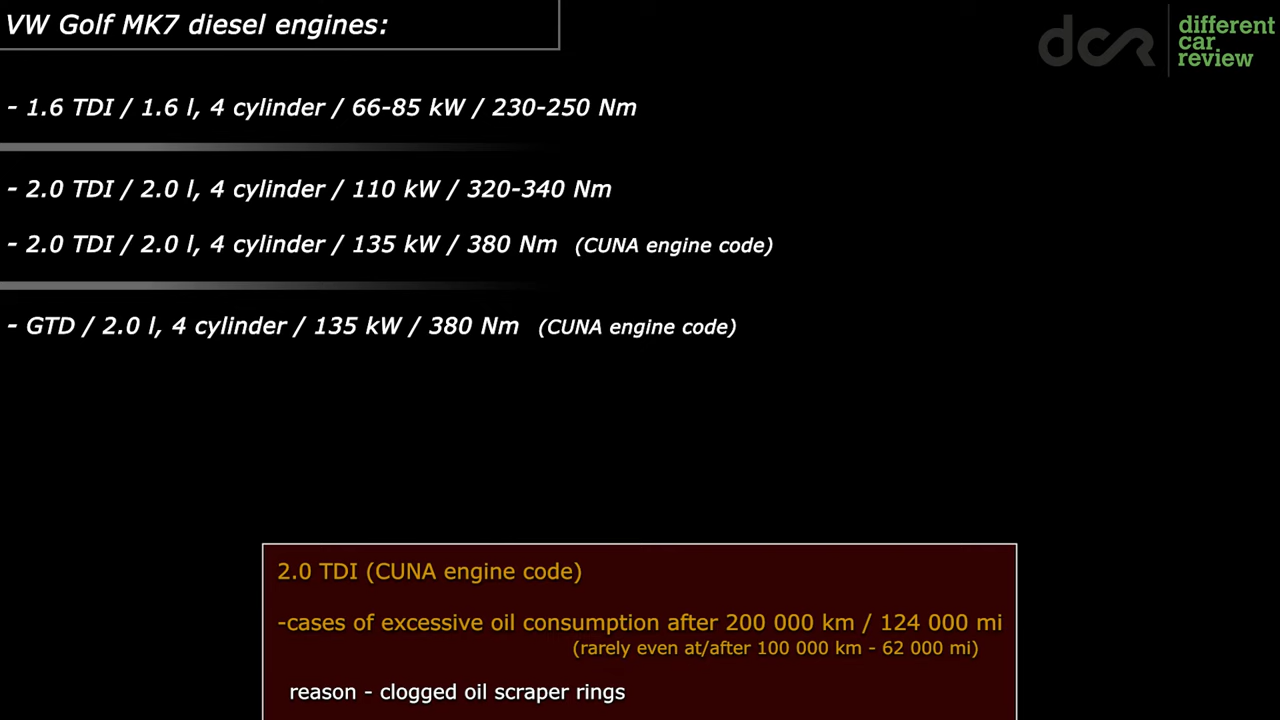 VW Golf MK7 diesel engines:
dcr
different
car
review
- 1.6 TDI / 1.6 l, 4 cylinder / 66-85 kW / 230-250 Nm
- 2.0 TDI / 2.0 l, 4 cylinder / 110 kW / 320-340 Nm
- 2.0 TDI / 2.0 l, 4 cylinder / 135 kW / 380 Nm (CUNA engine code)
- GTD / 2.0 l, 4 cylinder / 135 kW / 380 Nm (CUNA engine code)
2.0 TDI (CUNA engine code)
-cases of excessive oil consumption after 200 000 km / 124 000 mi
(rarely even at/after 100 000 km - 62 000 mi)
reason - clogged oil scraper rings